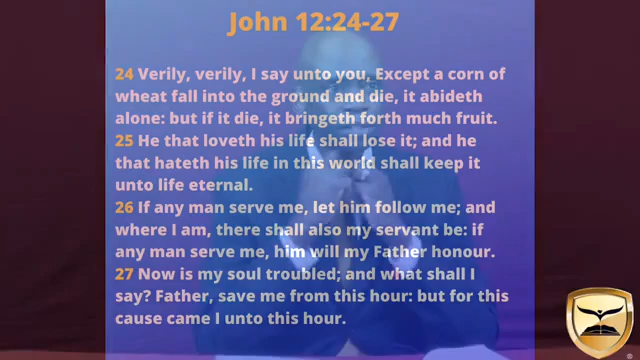 John 12:24-27
24 Verily, verily, I say unto you, Except a corn of
wheat fall into the ground and die, it abideth
alone: but if it die, it bringeth forth much fruit.
25 He that loveth his life shall lose it; and he
that hateth his life in this world shall keep it
unto life eternal.
26 If any man serve me, let him follow me; and
where I am, there shall also my servant be: if
any man serve me, him will my Father honour.
27 Now is my soul troubled; and what shall I
say? Father, save me from this hour: but for this
cause came I unto this hour.
®